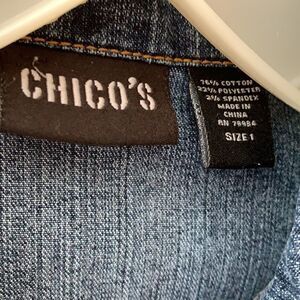 CHICO'S
76% COTTON
22% POLYESTER
2% SPANDEX
MADE IN
CHINA
RN 79984
SIZE 1